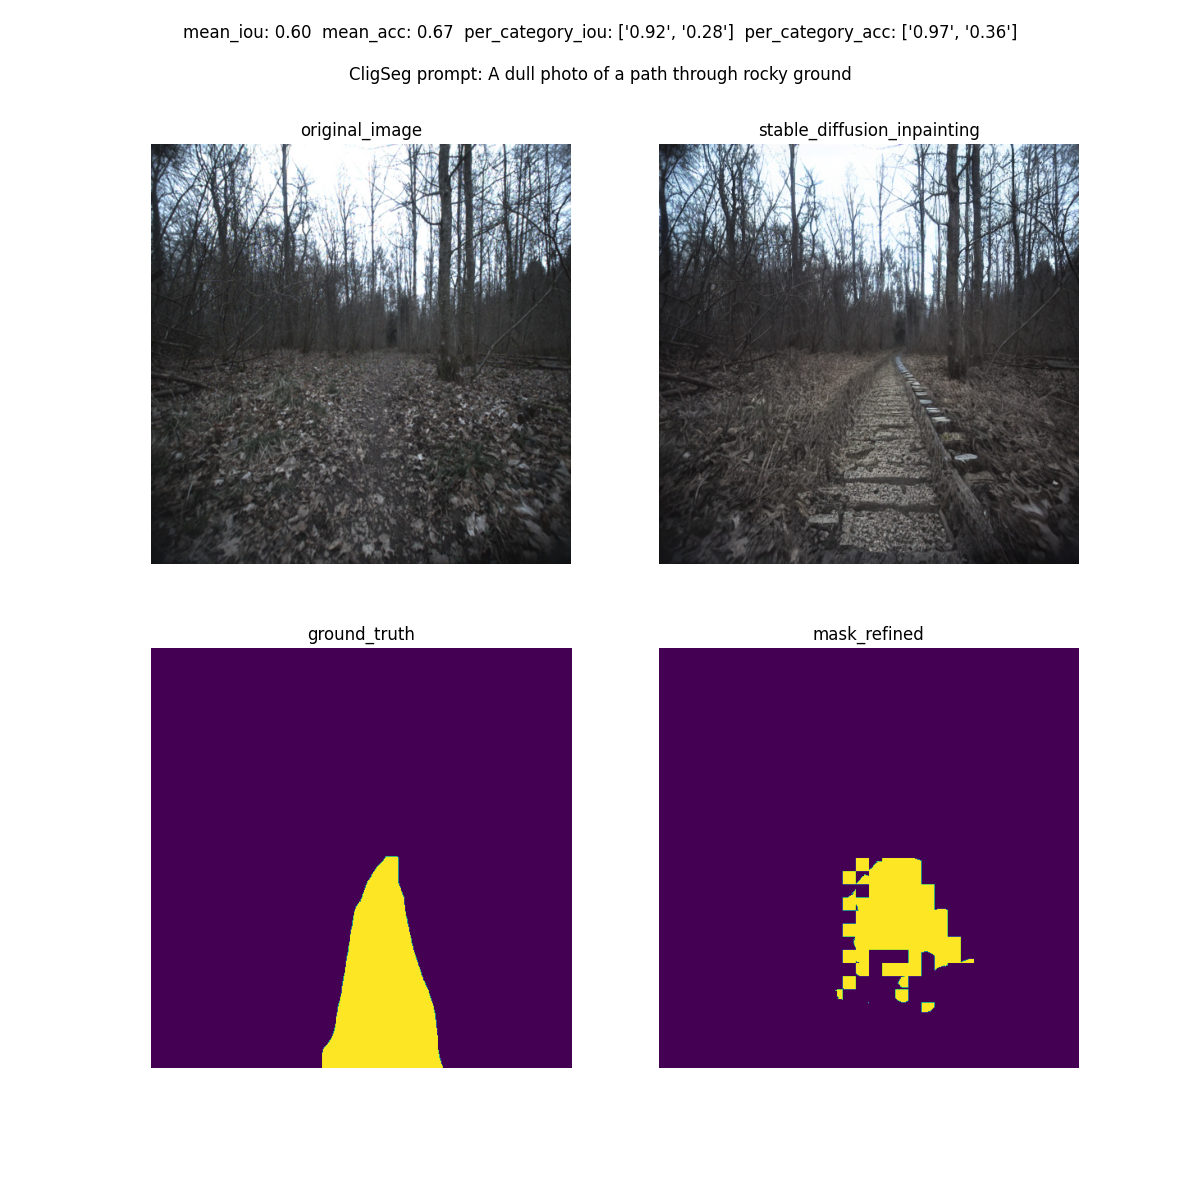 mean_iou: 0.60  mean_acc: 0.67  per_category_iou: ['0.92', '0.28']  per_category_acc: ['0.97', '0.36']
CligSeg prompt: A dull photo of a path through rocky ground
original_image
stable_diffusion_inpainting
ground_truth
mask_refined